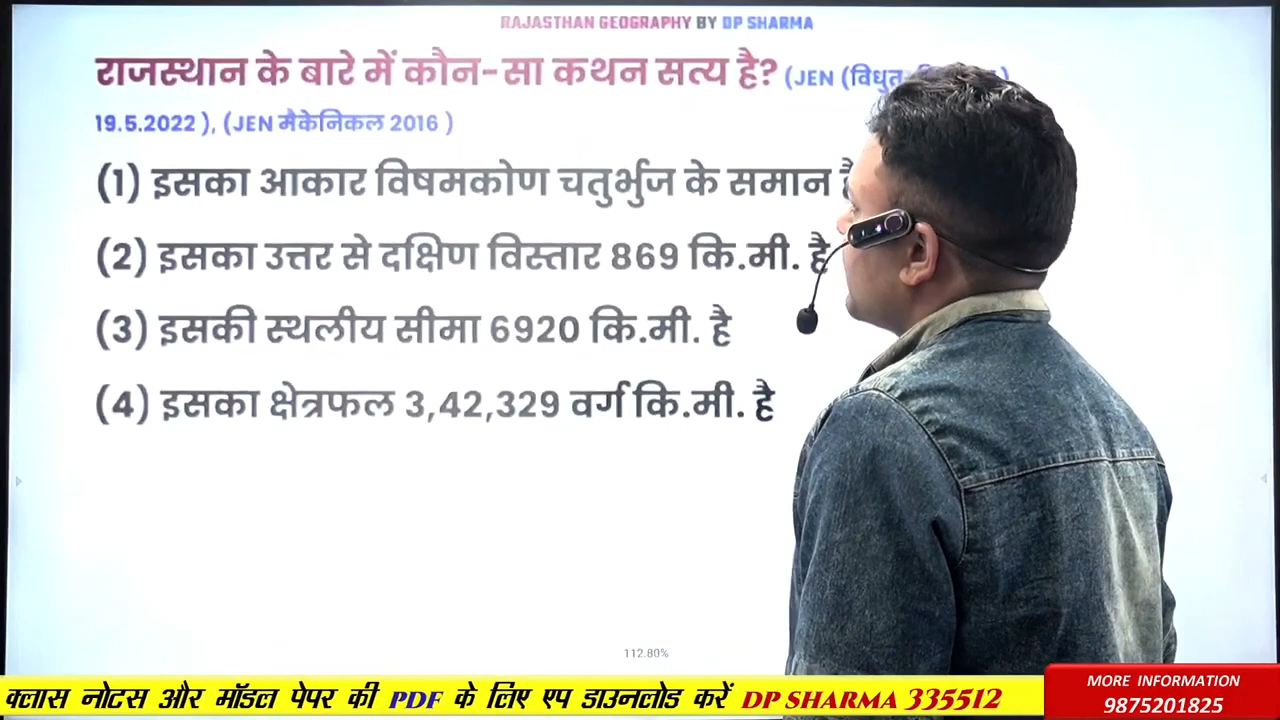 RAJASTHAN GEOGRAPHY BY DP SHARMA
राजस्थान के बारे में कौन-सा कथन सत्य है? (JEN (विधुत
19.5.2022 ), (JEN मैकेनिकल 2016 )
(1) इसका आकार विषमकोण चतुर्भुज के समान
(2) इसका उत्तर से दक्षिण विस्तार 869 कि.मी. है
(3) इसकी स्थलीय सीमा 6920 कि.मी. है
(4) इसका क्षेत्रफल 3,42,329 वर्ग कि.मी. है
112.80%
क्लास नोटस और मॉडल पेपर की PDF के लिए एप डाउनलोड करें DP SHARMA 335512
MORE INFORMATION
9875201825